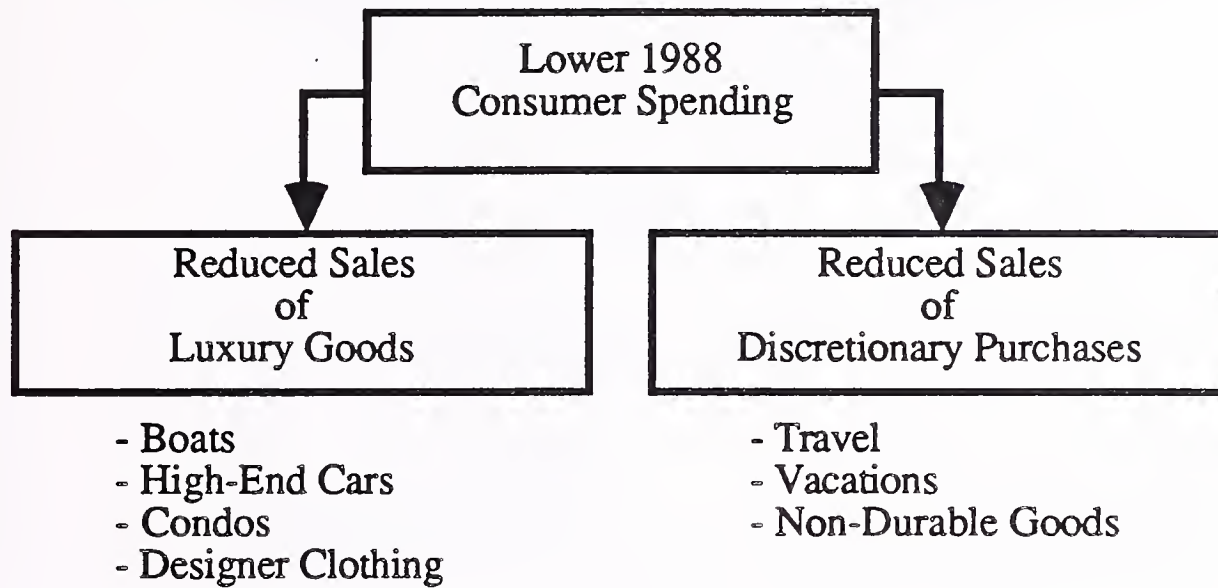 Lower 1988
Consumer Spending
Reduced Sales
of
Luxury Goods
- Boats
- High-End Cars
- Condos
- Designer Clothing
Reduced Sales
of
Discretionary Purchases
- Travel
- Vacations
- Non-Durable Goods